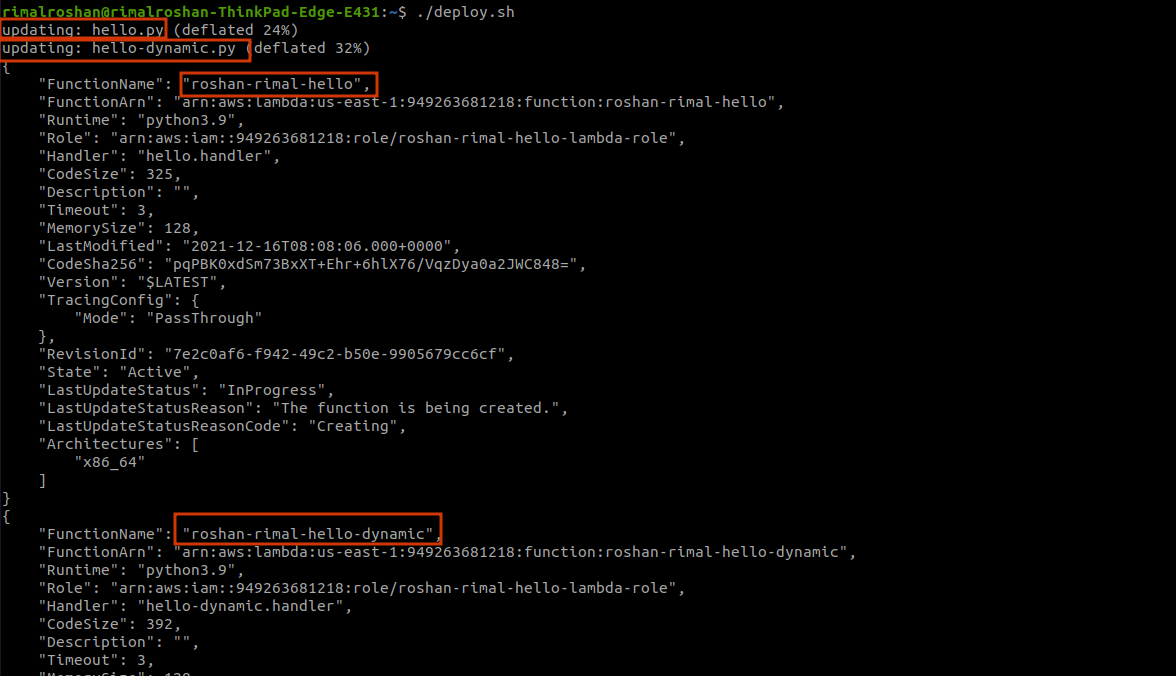 rimalroshan@rimalroshan-ThinkPad-Edge-E431:~$ ./deploy.sh
updating: hello.py (deflated 24%)
updating: hello-dynamic.py (deflated 32%)
{
    "FunctionName": "roshan-rimal-hello",
    "FunctionArn": "arn:aws:lambda:us-east-1:949263681218:function:roshan-rimal-hello",
    "Runtime": "python3.9",
    "Role": "arn:aws:iam::949263681218:role/roshan-rimal-hello-lambda-role",
    "Handler": "hello.handler",
    "CodeSize": 325,
    "Description": "",
    "Timeout": 3,
    "MemorySize": 128,
    "LastModified": "2021-12-16T08:08:06.000+0000",
    "CodeSha256": "pqPBK0xdSm73BxXT+Ehr+6hlX76/VqzDya0a2JWC848=",
    "Version": "$LATEST",
    "TracingConfig": {
        "Mode": "PassThrough"
    },
    "RevisionId": "7e2c0af6-f942-49c2-b50e-9905679cc6cf",
    "State": "Active",
    "LastUpdateStatus": "InProgress",
    "LastUpdateStatusReason": "The function is being created.",
    "LastUpdateStatusReasonCode": "Creating",
    "Architectures": [
        "x86_64"
    ]
}
{
    "FunctionName": "roshan-rimal-hello-dynamic",
    "FunctionArn": "arn:aws:lambda:us-east-1:949263681218:function:roshan-rimal-hello-dynamic",
    "Runtime": "python3.9",
    "Role": "arn:aws:iam::949263681218:role/roshan-rimal-hello-lambda-role",
    "Handler": "hello-dynamic.handler",
    "CodeSize": 392,
    "Description": "",
    "Timeout": 3,
    "MemorySize": 128,